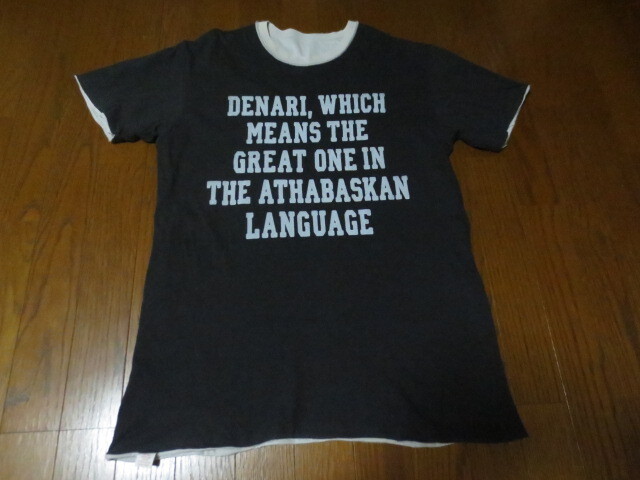 DENARI, WHICH
MEANS THE
GREAT ONE IN
THE ATHABASKAN
LANGUAGE